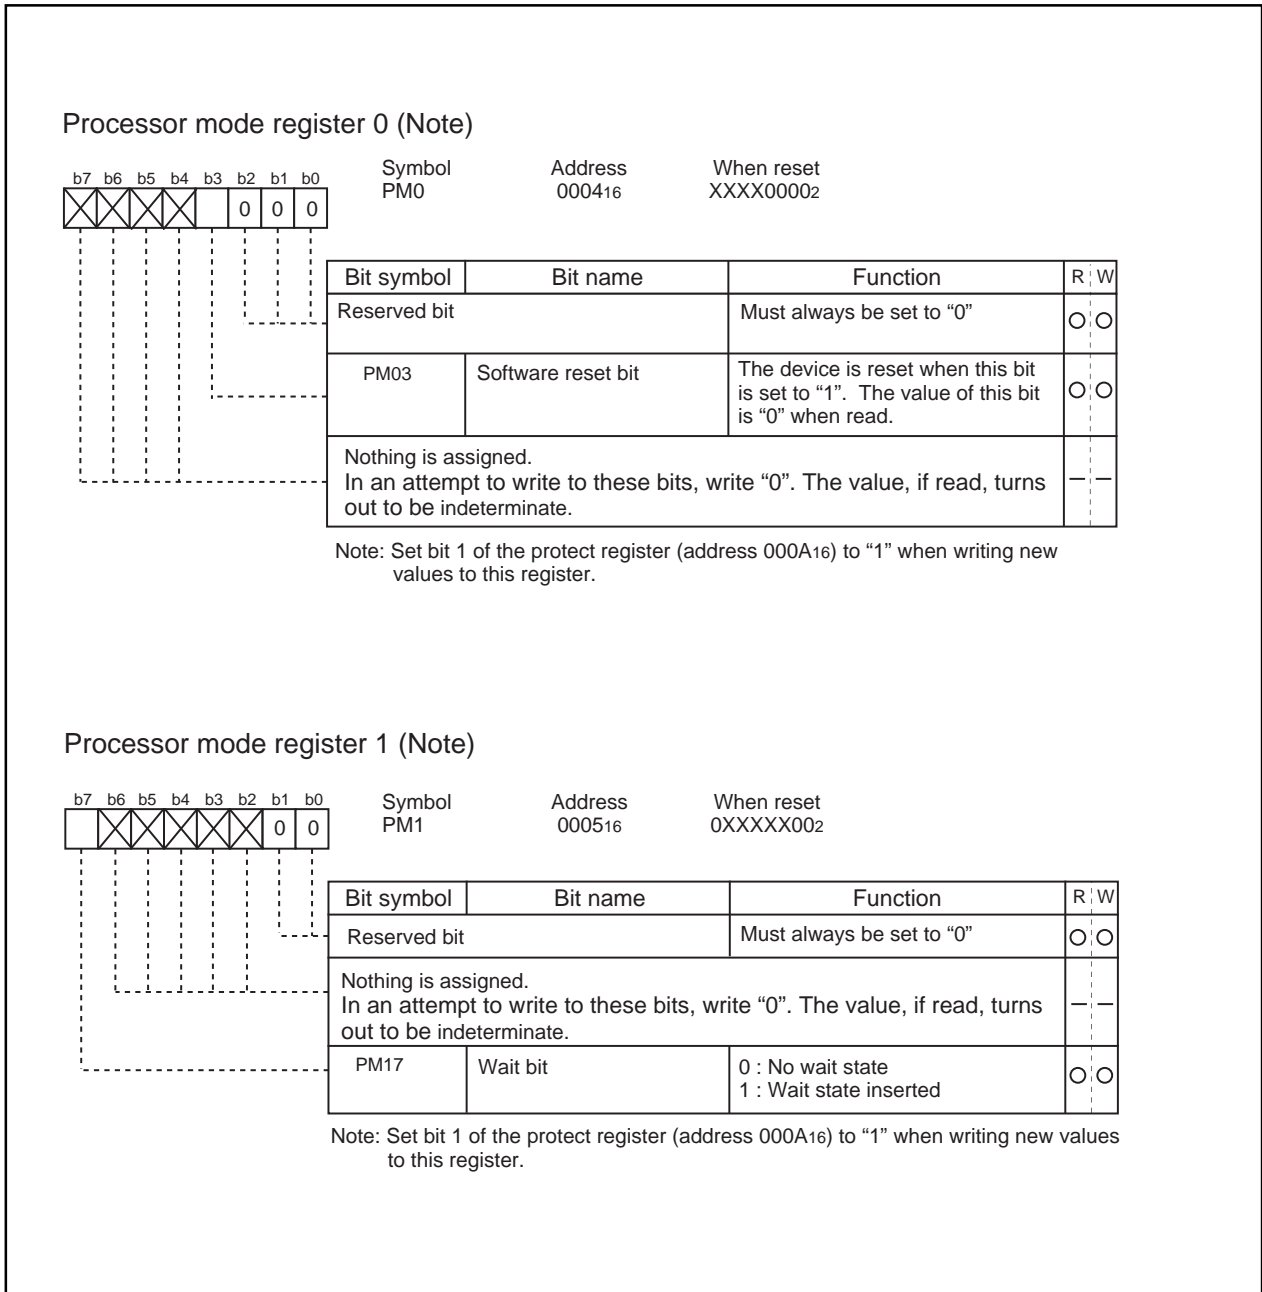 Processor mode register 0 (Note)
Symbol Address When reset
PM0 000416 XXXX00002
b7 b6 b5 b4 b3 b2 b1 b0
0 0 0
Bit symbol Bit name Function R W
Reserved bit Must always be set to “0”
PM03 Software reset bit The device is reset when this bit
is set to “1”. The value of this bit
is “0” when read.
Nothing is assigned.
In an attempt to write to these bits, write “0”. The value, if read, turns
out to be indeterminate.
Note: Set bit 1 of the protect register (address 000A16) to “1” when writing new
values to this register.
Processor mode register 1 (Note)
Symbol Address When reset
PM1 000516 0XXXXX002
b7 b6 b5 b4 b3 b2 b1 b0
0 0
Bit symbol Bit name Function R W
Reserved bit Must always be set to “0”
Nothing is assigned.
In an attempt to write to these bits, write “0”. The value, if read, turns
out to be indeterminate.
PM17 Wait bit 0 : No wait state
1 : Wait state inserted
Note: Set bit 1 of the protect register (address 000A16) to “1” when writing new values
to this register.